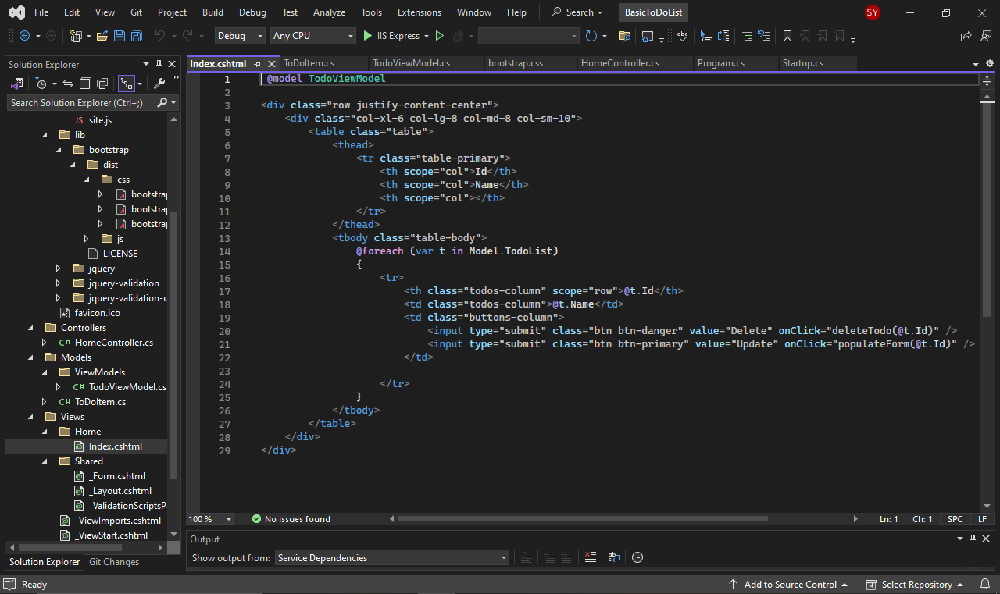 File Edit View Git Project Build Debug Test Analyze Tools Extensions Window Help Search BasicToDoList SY
Debug Any CPU IIS Express
Solution Explorer
Search Solution Explorer (Ctrl+;)
JS site.js
lib
bootstrap
dist
css
bootstrap
bootstrap
bootstrap
js
LICENSE
jquery
jquery-validation
jquery-validation-u
favicon.ico
Controllers
C# HomeController.cs
Models
ViewModels
C# TodoViewModel.cs
C# ToDoItem.cs
Views
Home
Index.cshtml
Shared
_Form.cshtml
_Layout.cshtml
_ValidationScriptsP
_ViewImports.cshtml
_ViewStart.cshtml
Solution Explorer Git Changes
Index.cshtml ToDoItem.cs TodoViewModel.cs bootstrap.css HomeController.cs Program.cs Startup.cs
1 @model TodoViewModel
2
3 <div class="row justify-content-center">
4 <div class="col-xl-6 col-lg-8 col-md-8 col-sm-10">
5 <table class="table">
6 <thead>
7 <tr class="table-primary">
8 <th scope="col">Id</th>
9 <th scope="col">Name</th>
10 <th scope="col"></th>
11 </tr>
12 </thead>
13 <tbody class="table-body">
14 @foreach (var t in Model.TodoList)
15 {
16 <tr>
17 <th class="todos-column" scope="row">@t.Id</th>
18 <td class="todos-column">@t.Name</td>
19 <td class="buttons-column">
20 <input type="submit" class="btn btn-danger" value="Delete" onClick="deleteTodo(@t.Id)" />
21 <input type="submit" class="btn btn-primary" value="Update" onClick="populateForm(@t.Id)" />
22 </td>
23
24 </tr>
25 }
26 </tbody>
27 </table>
28 </div>
29 </div>
100 % No issues found Ln: 1 Ch: 1 SPC LF
Output
Show output from: Service Dependencies
Ready Add to Source Control Select Repository